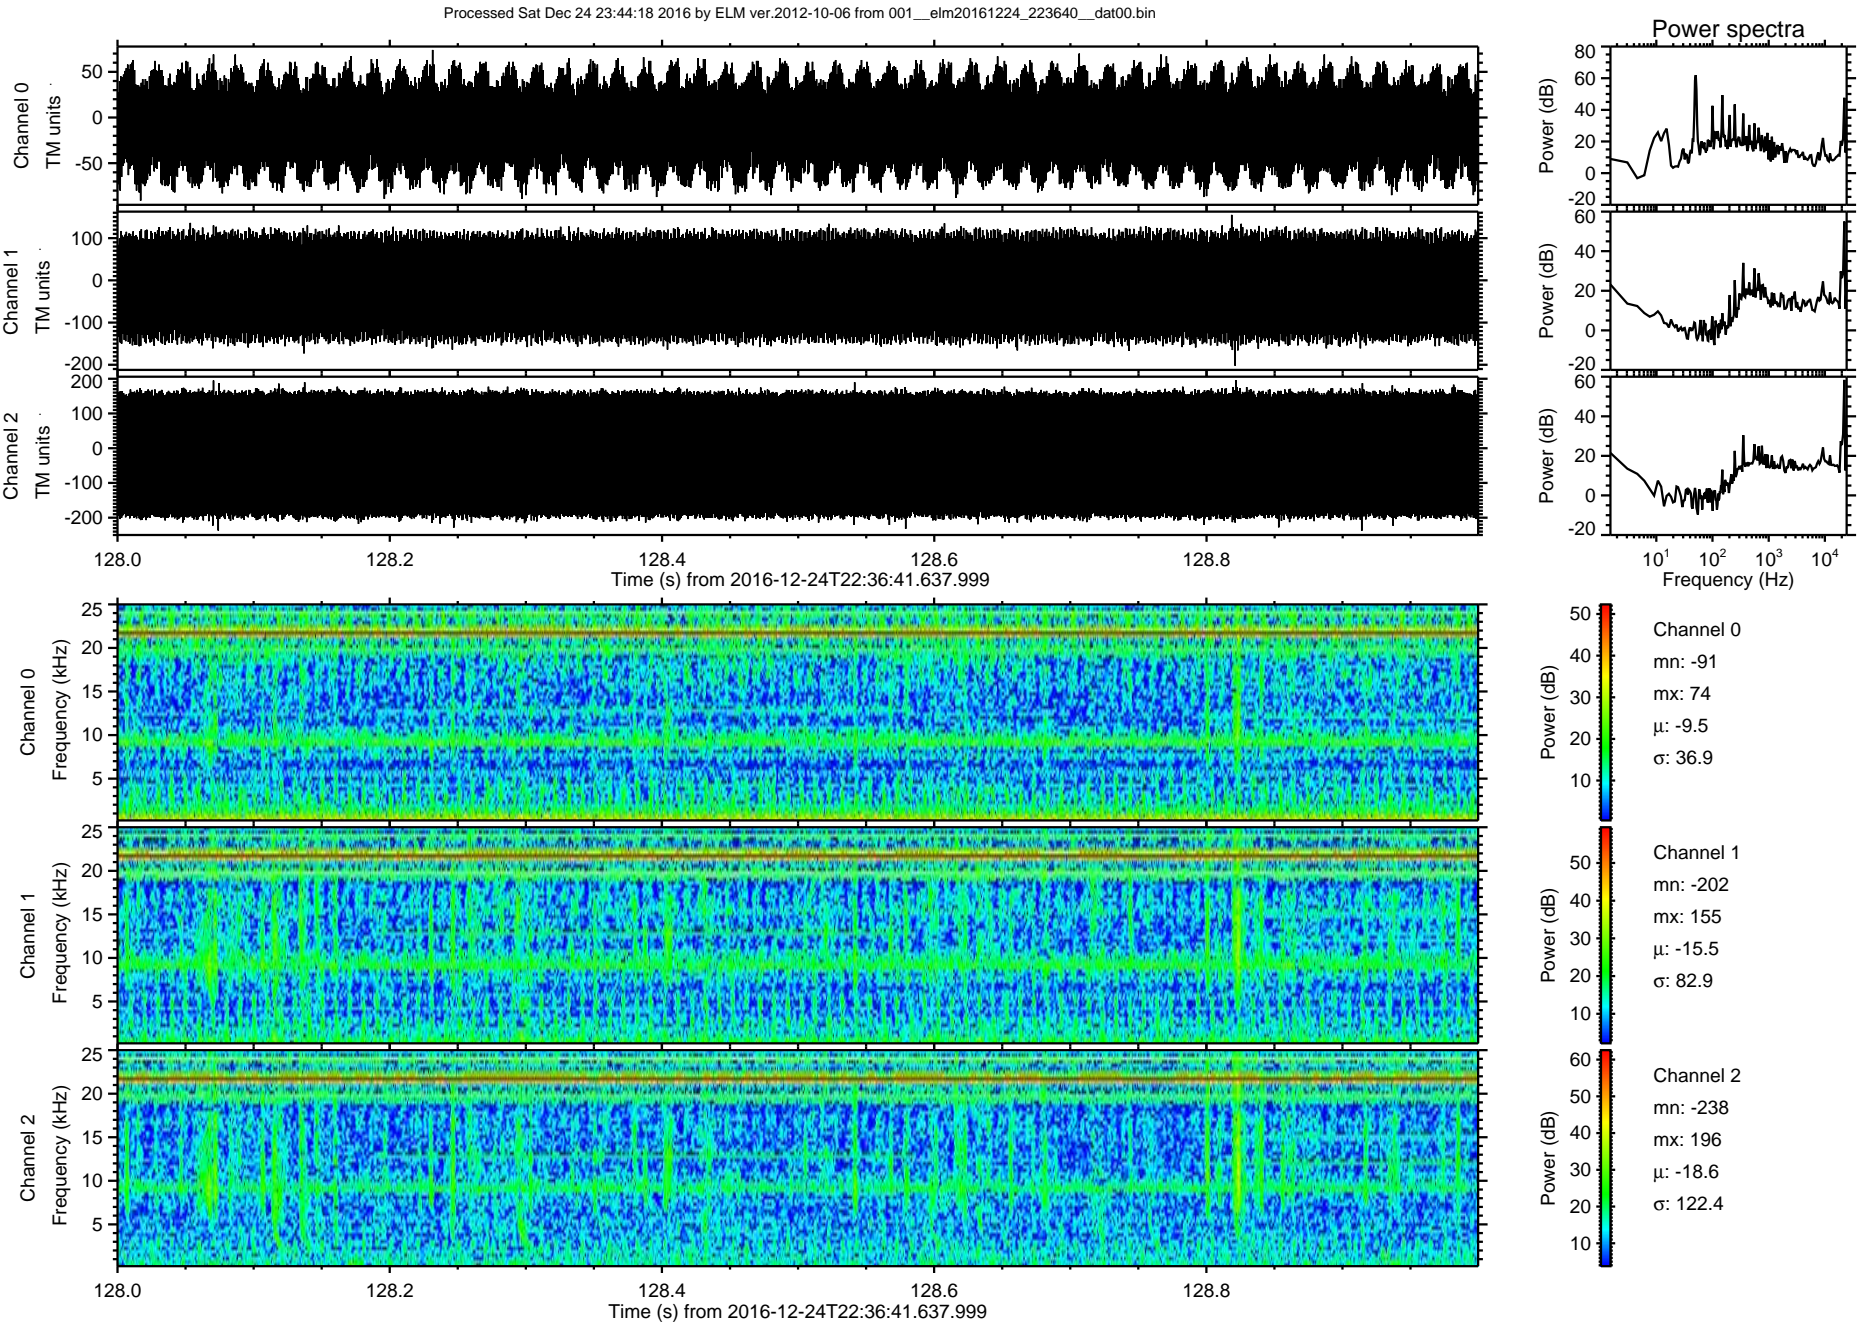 Processed Sat Dec 24 23:44:18 2016 by ELM ver.2012-10-06 from 001__elm20161224_223640__dat00.bin
Power spectra
Channel 0
TM units
50
0
-50
Power (dB)
80
60
40
20
0
-20
Channel 1
TM units
100
0
-100
-200
Power (dB)
60
40
20
0
-20
Channel 2
TM units
200
100
0
-100
-200
Power (dB)
60
40
20
0
-20
128.0 128.2 128.4 128.6 128.8
Time (s) from 2016-12-24T22:36:41.637.999
10^1 10^2 10^3 10^4
Frequency (Hz)
Channel 0
Frequency (kHz)
25
20
15
10
5
Power (dB)
50
40
30
20
10
Channel 0
mn: -91
mx: 74
µ: -9.5
σ: 36.9
Channel 1
Frequency (kHz)
25
20
15
10
5
Power (dB)
50
40
30
20
10
Channel 1
mn: -202
mx: 155
µ: -15.5
σ: 82.9
Channel 2
Frequency (kHz)
25
20
15
10
5
Power (dB)
60
50
40
30
20
10
Channel 2
mn: -238
mx: 196
µ: -18.6
σ: 122.4
128.0 128.2 128.4 128.6 128.8
Time (s) from 2016-12-24T22:36:41.637.999